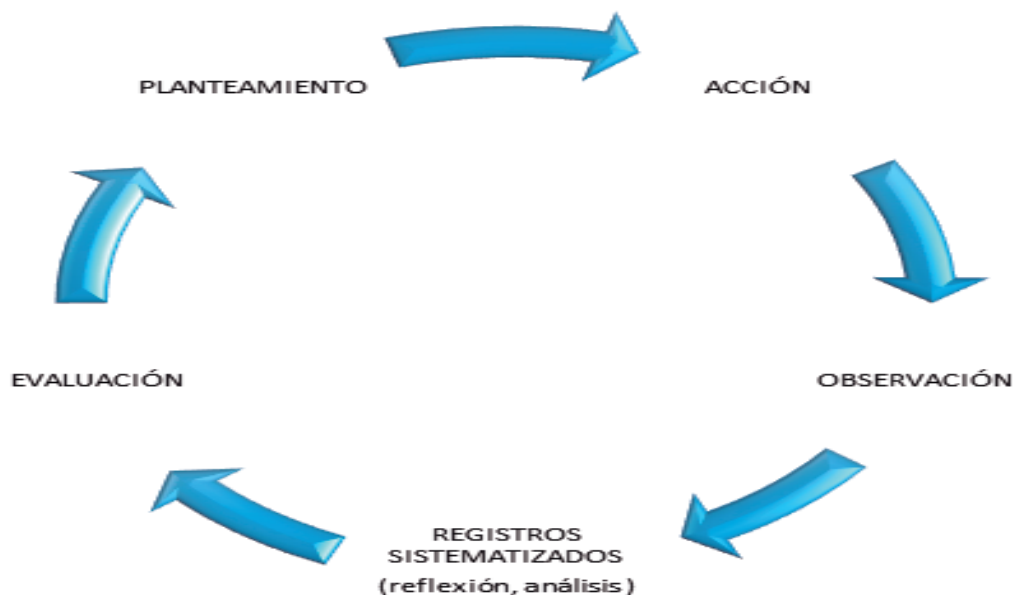 PLANTEAMIENTO
ACCIÓN
EVALUACIÓN
OBSERVACIÓN
REGISTROS
SISTEMATIZADOS
(reflexión, análisis)